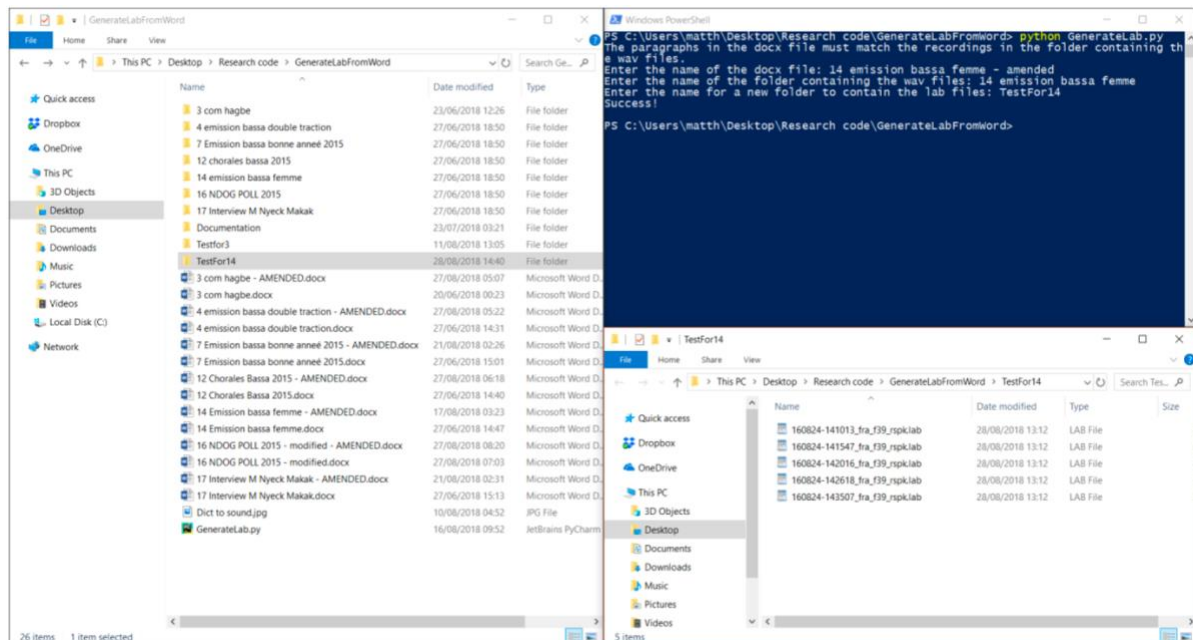 GenerateLabFromWord
File Home Share View
This PC > Desktop > Research code > GenerateLabFromWord
Search Ge...
Quick access
Dropbox
OneDrive
This PC
3D Objects
Desktop
Documents
Downloads
Music
Pictures
Videos
Local Disk (C:)
Network
Name Date modified Type
3 com hagbe 23/06/2018 12:26 File folder
4 emission bassa double traction 27/06/2018 18:50 File folder
7 Emission bassa bonne anneé 2015 27/06/2018 18:50 File folder
12 chorales bassa 2015 27/06/2018 18:50 File folder
14 emission bassa femme 27/06/2018 18:50 File folder
16 NDOG POLL 2015 27/06/2018 18:50 File folder
17 Interview M Nyeck Makak 27/06/2018 18:50 File folder
Documentation 23/07/2018 03:21 File folder
Testfor3 11/08/2018 13:05 File folder
TestFor14 28/08/2018 14:40 File folder
3 com hagbe - AMENDED.docx 27/08/2018 05:07 Microsoft Word D...
3 com hagbe.docx 20/06/2018 00:23 Microsoft Word D...
4 emission bassa double traction - AMENDED.docx 27/08/2018 05:22 Microsoft Word D...
4 emission bassa double traction.docx 27/06/2018 14:31 Microsoft Word D...
7 Emission bassa bonne anneé 2015 - AMENDED.docx 21/08/2018 02:26 Microsoft Word D...
7 Emission bassa bonne anneé 2015.docx 27/06/2018 15:01 Microsoft Word D...
12 Chorales Bassa 2015 - AMENDED.docx 27/08/2018 06:18 Microsoft Word D...
12 Chorales Bassa 2015.docx 27/06/2018 14:40 Microsoft Word D...
14 Emission bassa femme - AMENDED.docx 17/08/2018 03:23 Microsoft Word D...
14 Emission bassa femme.docx 27/06/2018 14:47 Microsoft Word D...
16 NDOG POLL 2015 - modified - AMENDED.docx 27/08/2018 08:20 Microsoft Word D...
16 NDOG POLL 2015 - modified.docx 27/08/2018 07:03 Microsoft Word D...
17 Interview M Nyeck Makak - AMENDED.docx 21/08/2018 02:31 Microsoft Word D...
17 Interview M Nyeck Makak.docx 27/06/2018 15:13 Microsoft Word D...
Dict to sound.jpg 10/08/2018 04:52 JPG File
GenerateLab.py 16/08/2018 09:52 JetBrains PyCharm
26 items 1 item selected
Windows PowerShell
PS C:\Users\matth\Desktop\Research code\GenerateLabFromWord> python GenerateLab.py
The paragraphs in the docx file must match the recordings in the folder containing th
e wav files.
Enter the name of the docx file: 14 emission bassa femme - amended
Enter the name of the folder containing the wav files: 14 emission bassa femme
Enter the name for a new folder to contain the lab files: TestFor14
Success!
PS C:\Users\matth\Desktop\Research code\GenerateLabFromWord>
TestFor14
File Home Share View
This PC > Desktop > Research code > GenerateLabFromWord > TestFor14
Search Tes...
Quick access
Dropbox
OneDrive
This PC
3D Objects
Desktop
Documents
Downloads
Music
Pictures
Videos
Name Date modified Type Size
160824-141013_fra_f39_rspk.lab 28/08/2018 13:12 LAB File
160824-141547_fra_f39_rspk.lab 28/08/2018 13:12 LAB File
160824-142016_fra_f39_rspk.lab 28/08/2018 13:12 LAB File
160824-142618_fra_f39_rspk.lab 28/08/2018 13:12 LAB File
160824-143507_fra_f39_rspk.lab 28/08/2018 13:12 LAB File
5 items